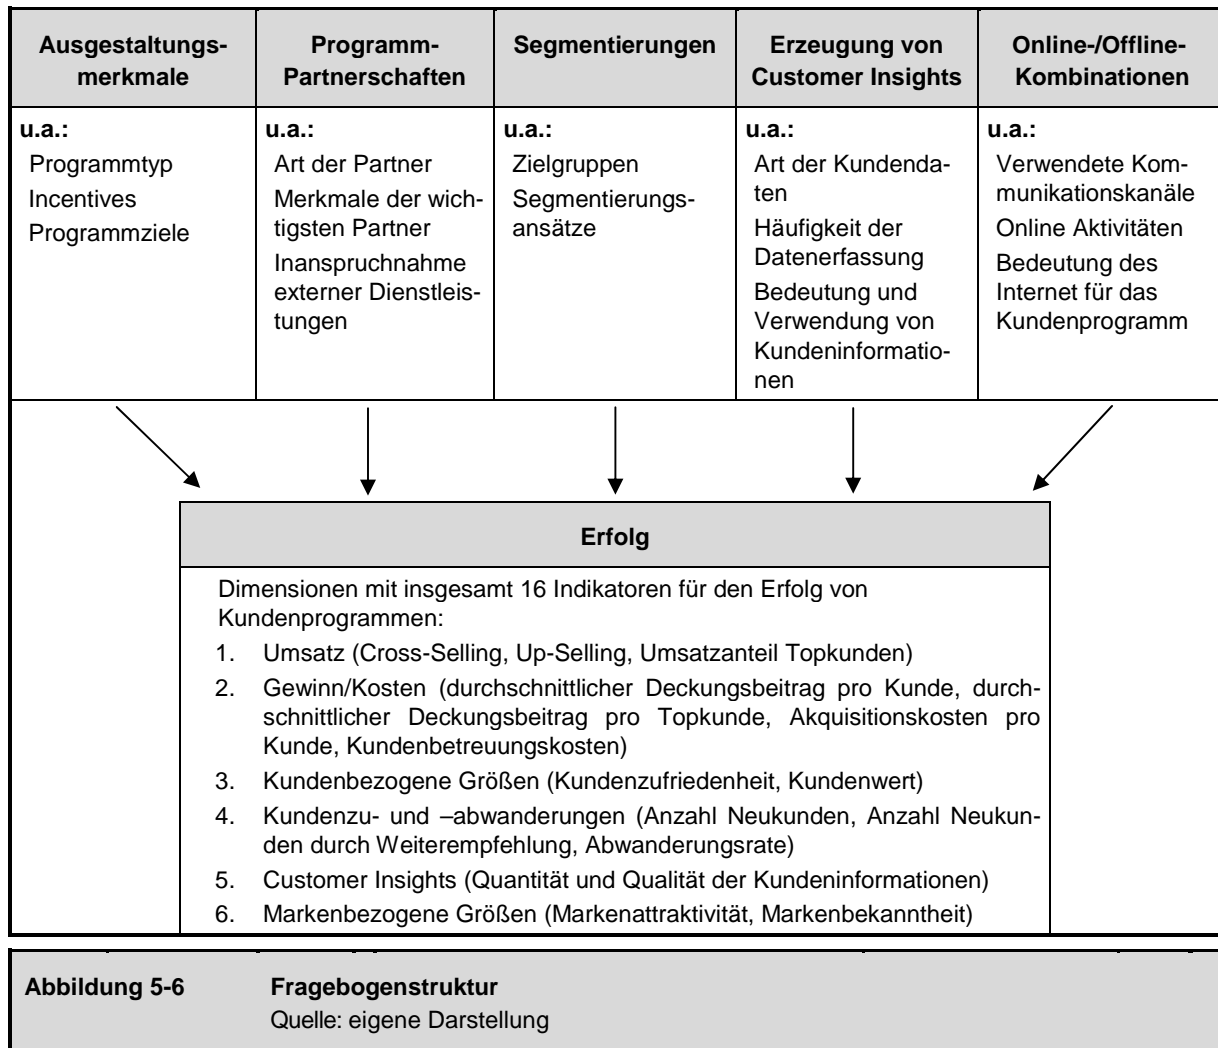 Ausgestaltungs-
merkmale
Programm-
Partnerschaften
Segmentierungen
Erzeugung von
Customer Insights
Online-/Offline-
Kombinationen
u.a.:
Programmtyp
Incentives
Programmziele
u.a.:
Art der Partner
Merkmale der wich-
tigsten Partner
Inanspruchnahme
externer Dienstleis-
tungen
u.a.:
Zielgruppen
Segmentierungs-
ansätze
u.a.:
Art der Kundenda-
ten
Häufigkeit der
Datenerfassung
Bedeutung und
Verwendung von
Kundeninformatio-
nen
u.a.:
Verwendete Kom-
munikationskanäle
Online Aktivitäten
Bedeutung des
Internet für das
Kundenprogramm
Erfolg
Dimensionen mit insgesamt 16 Indikatoren für den Erfolg von
Kundenprogrammen:
1. Umsatz (Cross-Selling, Up-Selling, Umsatzanteil Topkunden)
2. Gewinn/Kosten (durchschnittlicher Deckungsbeitrag pro Kunde, durch-
schnittlicher Deckungsbeitrag pro Topkunde, Akquisitionskosten pro
Kunde, Kundenbetreuungskosten)
3. Kundenbezogene Größen (Kundenzufriedenheit, Kundenwert)
4. Kundenzu- und –abwanderungen (Anzahl Neukunden, Anzahl Neukun-
den durch Weiterempfehlung, Abwanderungsrate)
5. Customer Insights (Quantität und Qualität der Kundeninformationen)
6. Markenbezogene Größen (Markenattraktivität, Markenbekanntheit)
Abbildung 5-6 Fragebogenstruktur
Quelle: eigene Darstellung